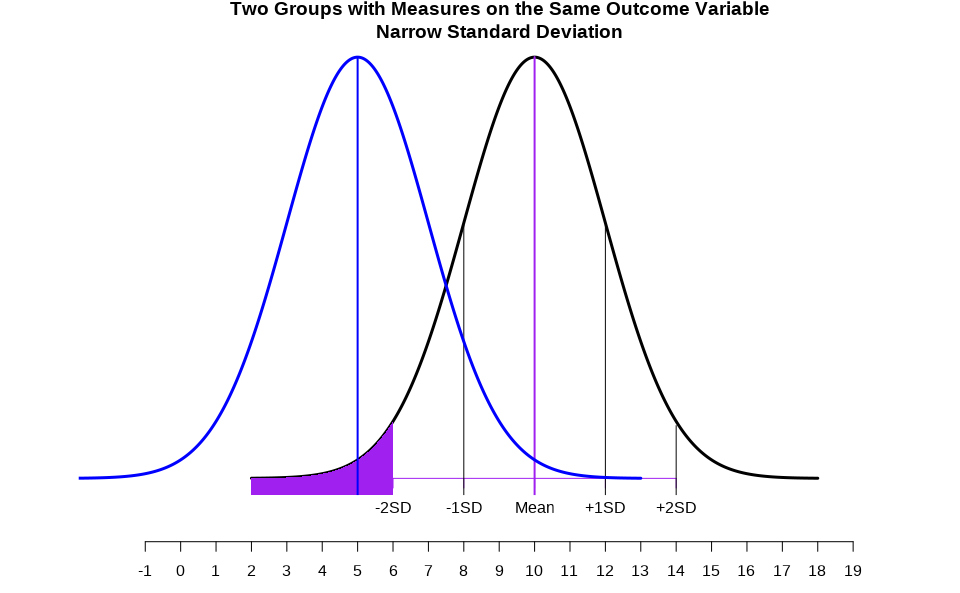 Two Groups with Measures on the Same Outcome Variable
Narrow Standard Deviation
-2SD -1SD Mean +1SD +2SD
-1 0 1 2 3 4 5 6 7 8 9 10 11 12 13 14 15 16 17 18 19